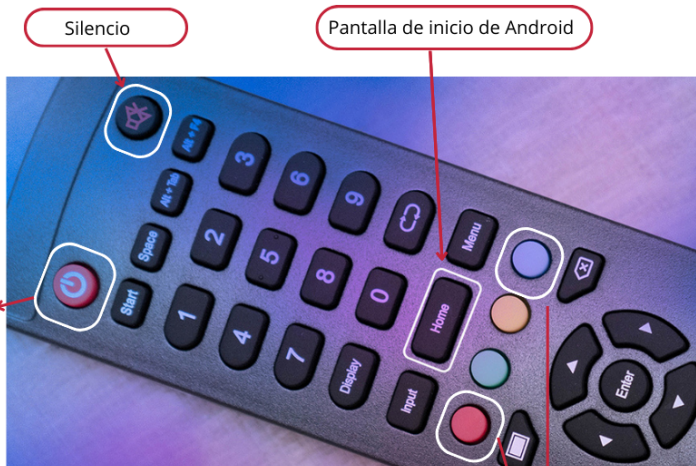 Silencio
Pantalla de inicio de Android
Alt + F4
Alt + Tab
Space
Start
3
6
9
2
5
8
0
1
4
7
Menu
Home
Display
Input
Enter